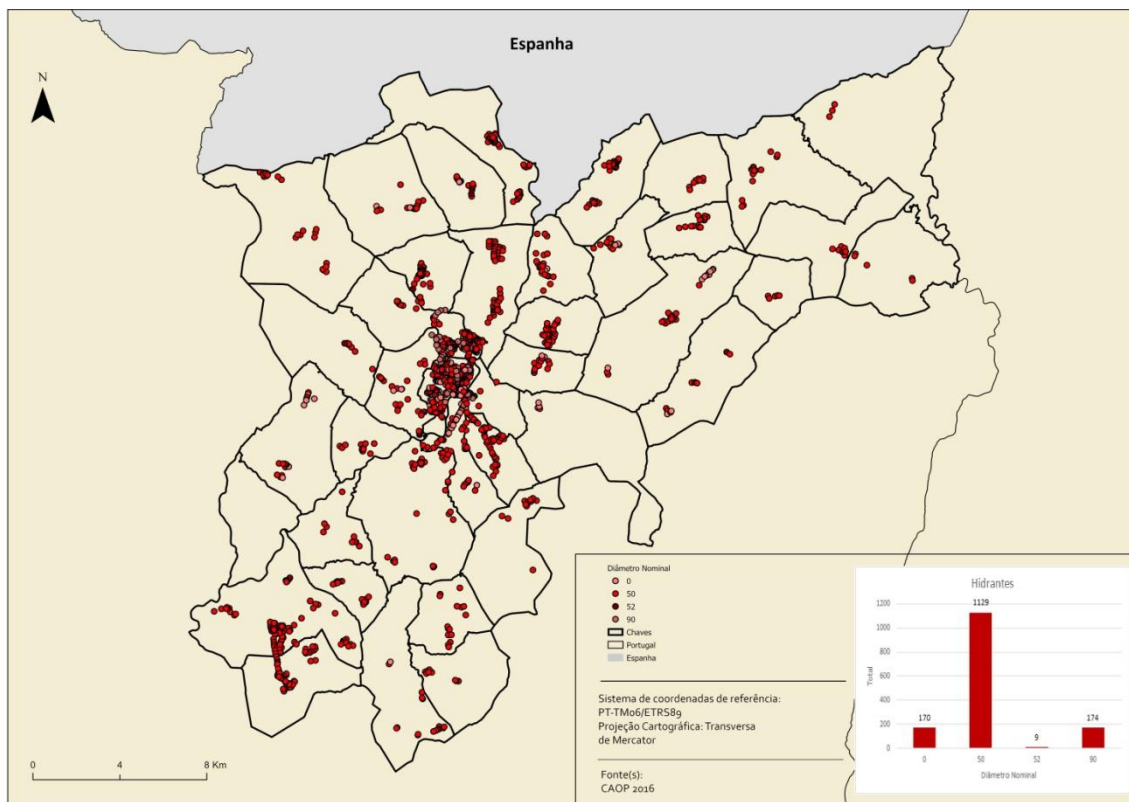 Espanha
N
0 4 8 Km
Diâmetro Nominal
0
50
52
90
Chaves
Portugal
Espanha
Sistema de coordenadas de referência:
PT-TM06/ETRS89
Projeção Cartográfica: Transversa
de Mercator
Fonte(s):
CAOP 2016
Hidrantes
Total
1200
1000
800
600
400
200
0
170
1129
9
174
0 50 52 90
Diâmetro Nominal